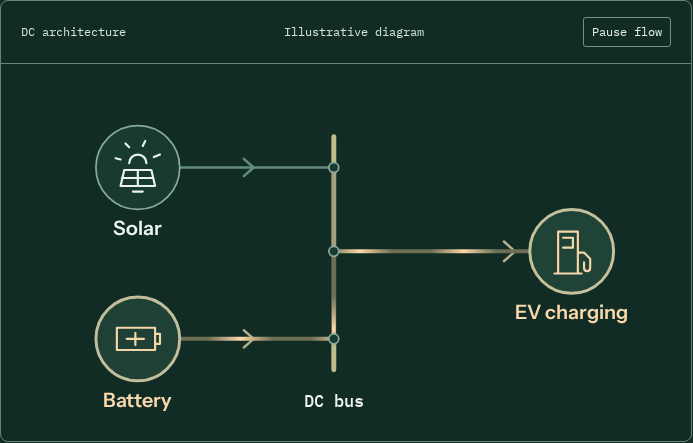 DC architecture
Illustrative diagram
Pause flow
Solar
EV charging
Battery
DC bus